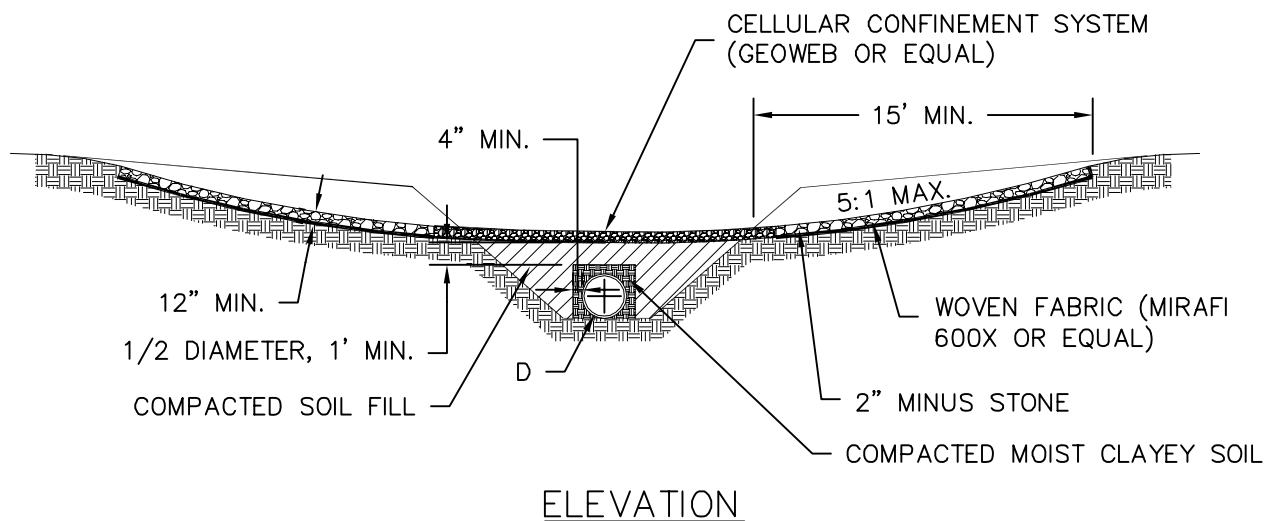 CELLULAR CONFINEMENT SYSTEM
(GEOWEB OR EQUAL)
15' MIN.
4" MIN.
5:1 MAX.
12" MIN.
WOVEN FABRIC (MIRAFI
600X OR EQUAL)
1/2 DIAMETER, 1' MIN.
D
COMPACTED SOIL FILL
2" MINUS STONE
COMPACTED MOIST CLAYEY SOIL
ELEVATION